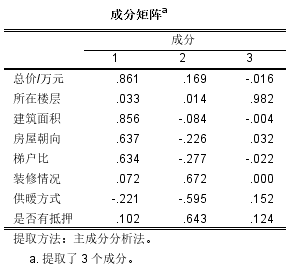 成分矩阵a
成分
1 2 3
总价/万元 .861 .169 -.016
所在楼层 .033 .014 .982
建筑面积 .856 -.084 -.004
房屋朝向 .637 -.226 .032
梯户比 .634 -.277 -.022
装修情况 .072 .672 .000
供暖方式 -.221 -.595 .152
是否有抵押 .102 .643 .124
提取方法：主成分分析法。
a. 提取了 3 个成分。